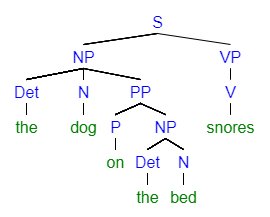 S
NP VP
Det N PP V
the dog P NP snores
on Det N
the bed